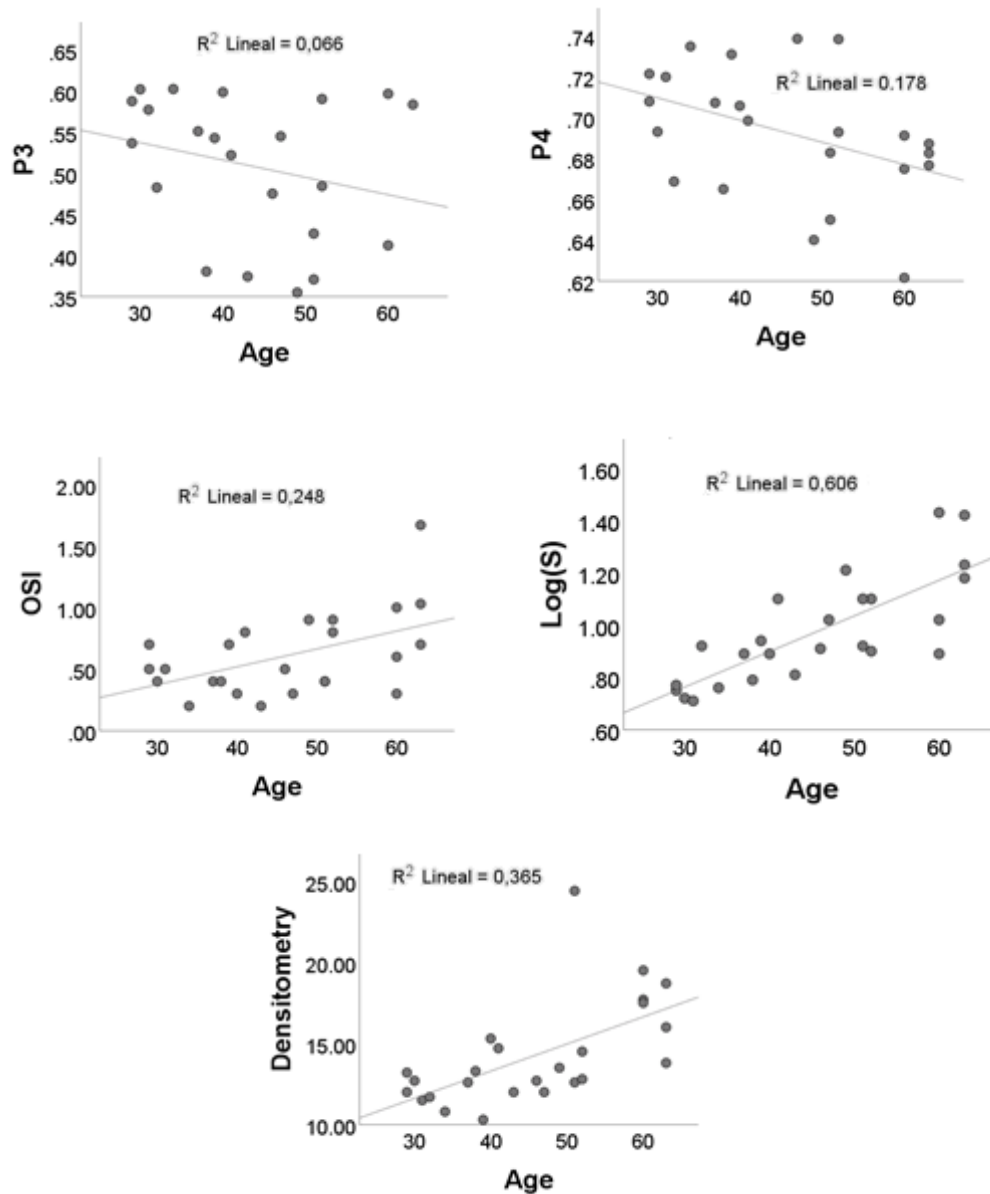 R² Lineal = 0,066
.65
.60
.55
.50
.45
.40
.35
P3
30 40 50 60
Age
R² Lineal = 0.178
.74
.72
.70
.68
.66
.64
.62
P4
30 40 50 60
Age
R² Lineal = 0,248
2.00
1.50
1.00
.50
.00
OSI
30 40 50 60
Age
R² Lineal = 0,606
1.60
1.40
1.20
1.00
.80
.60
Log(S)
30 40 50 60
Age
R² Lineal = 0,365
25.00
20.00
15.00
10.00
Densitometry
30 40 50 60
Age